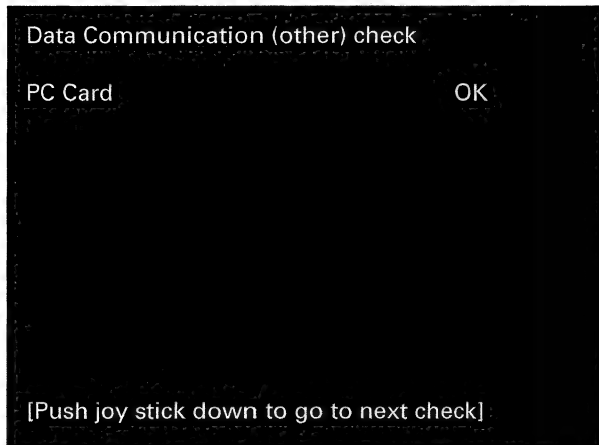 Data Communication (other) check
PC Card OK
[Push joy stick down to go to next check]